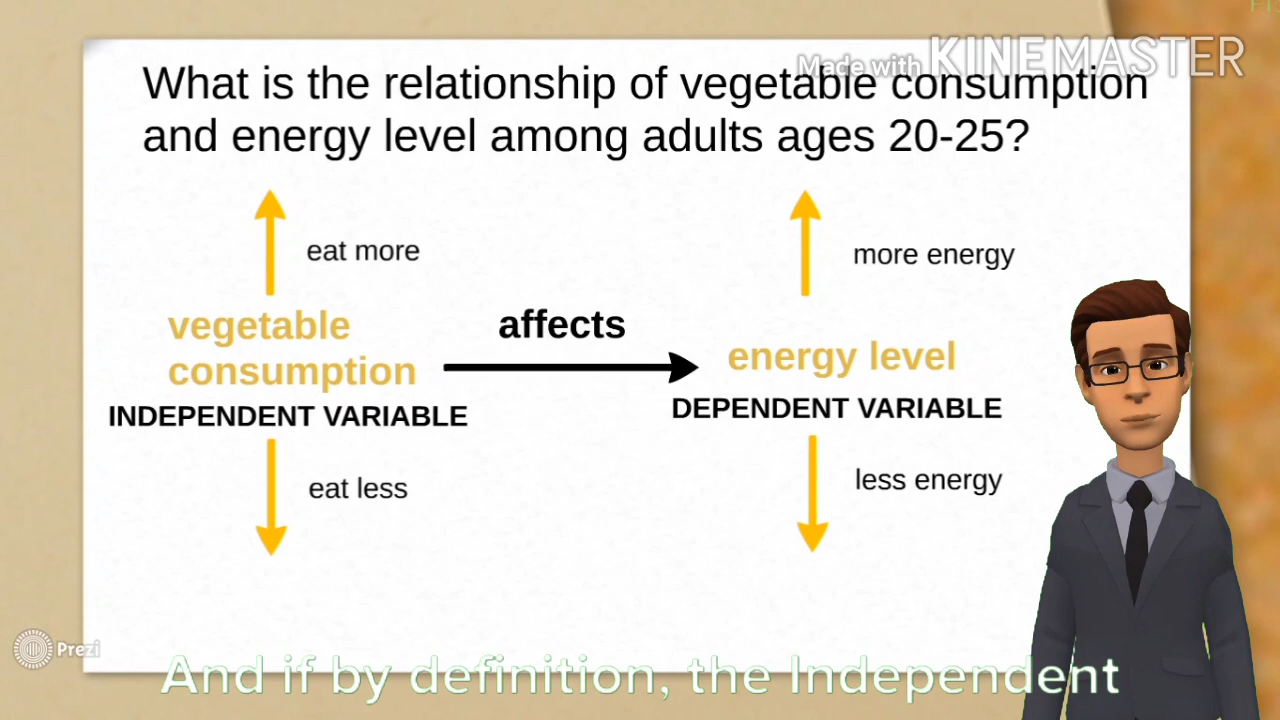 Made with KINEMASTER
What is the relationship of vegetable consumption
and energy level among adults ages 20-25?
eat more
more energy
vegetable
consumption
affects
energy level
INDEPENDENT VARIABLE
DEPENDENT VARIABLE
eat less
less energy
Prezi
And if by definition, the Independent